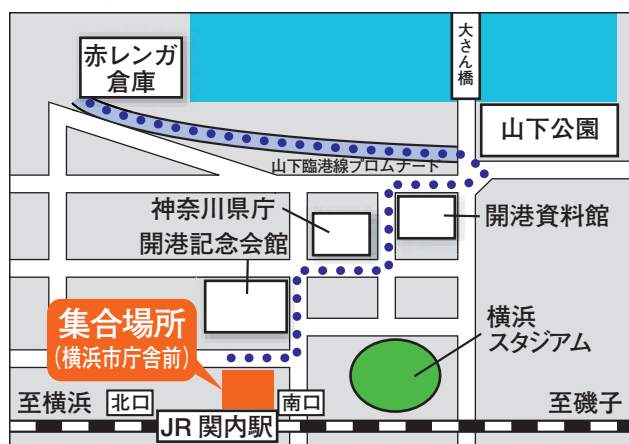 赤レンガ
倉庫
大さん橋
山下公園
山下臨港線プロムナード
神奈川県庁
開港資料館
開港記念会館
集合場所
(横浜市庁舎前)
横浜
スタジアム
至横浜
北口
南口
至磯子
JR 関内駅